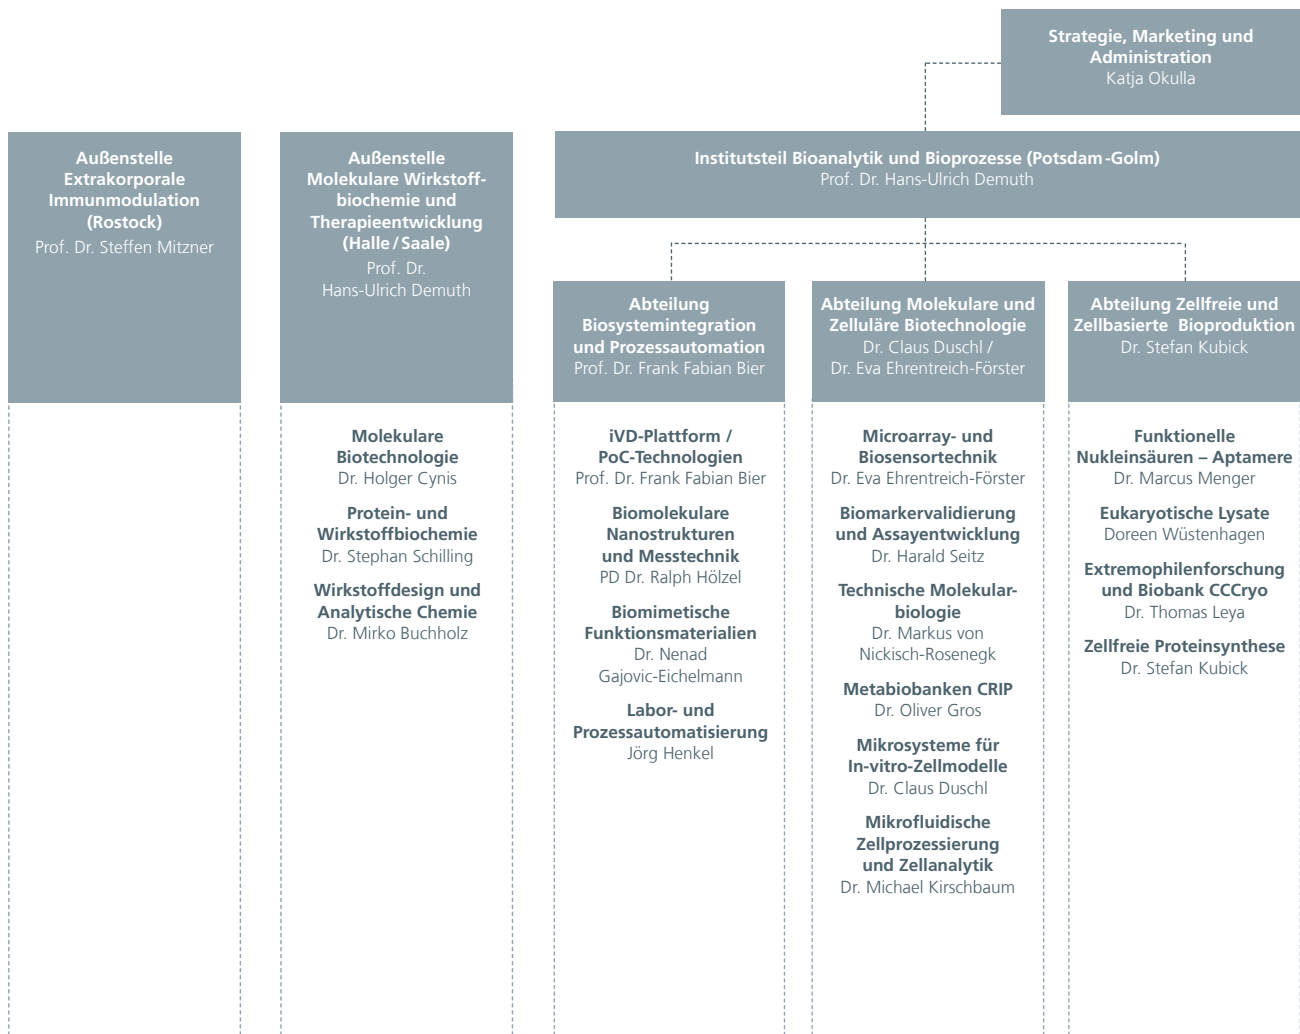 Strategie, Marketing und
Administration
Katja Okulla
Außenstelle
Extrakorporale
Immunmodulation
(Rostock)
Prof. Dr. Steffen Mitzner
Außenstelle
Molekulare Wirkstoff-
biochemie und
Therapieentwicklung
(Halle / Saale)
Prof. Dr.
Hans-Ulrich Demuth
Institutsteil Bioanalytik und Bioprozesse (Potsdam-Golm)
Prof. Dr. Hans-Ulrich Demuth
Abteilung
Biosystemintegration
und Prozessautomation
Prof. Dr. Frank Fabian Bier
Abteilung Molekulare und
Zelluläre Biotechnologie
Dr. Claus Duschl /
Dr. Eva Ehrentreich-Förster
Abteilung Zellfreie und
Zellbasierte Bioproduktion
Dr. Stefan Kubick
Molekulare
Biotechnologie
Dr. Holger Cynis
Protein- und
Wirkstoffbiochemie
Dr. Stephan Schilling
Wirkstoffdesign und
Analytische Chemie
Dr. Mirko Buchholz
iVD-Plattform /
PoC-Technologien
Prof. Dr. Frank Fabian Bier
Biomolekulare
Nanostrukturen
und Messtechnik
PD Dr. Ralph Hölzel
Biomimetische
Funktionsmaterialien
Dr. Nenad
Gajovic-Eichelmann
Labor- und
Prozessautomatisierung
Jörg Henkel
Microarray- und
Biosensortechnik
Dr. Eva Ehrentreich-Förster
Biomarkervalidierung
und Assayentwicklung
Dr. Harald Seitz
Technische Molekular-
biologie
Dr. Markus von
Nickisch-Rosenegk
Metabiobanken CRIP
Dr. Oliver Gros
Mikrosysteme für
In-vitro-Zellmodelle
Dr. Claus Duschl
Mikrofluidische
Zellprozessierung
und Zellanalytik
Dr. Michael Kirschbaum
Funktionelle
Nukleinsäuren – Aptamere
Dr. Marcus Menger
Eukaryotische Lysate
Doreen Wüstenhagen
Extremophilenforschung
und Biobank CCCryo
Dr. Thomas Leya
Zellfreie Proteinsynthese
Dr. Stefan Kubick